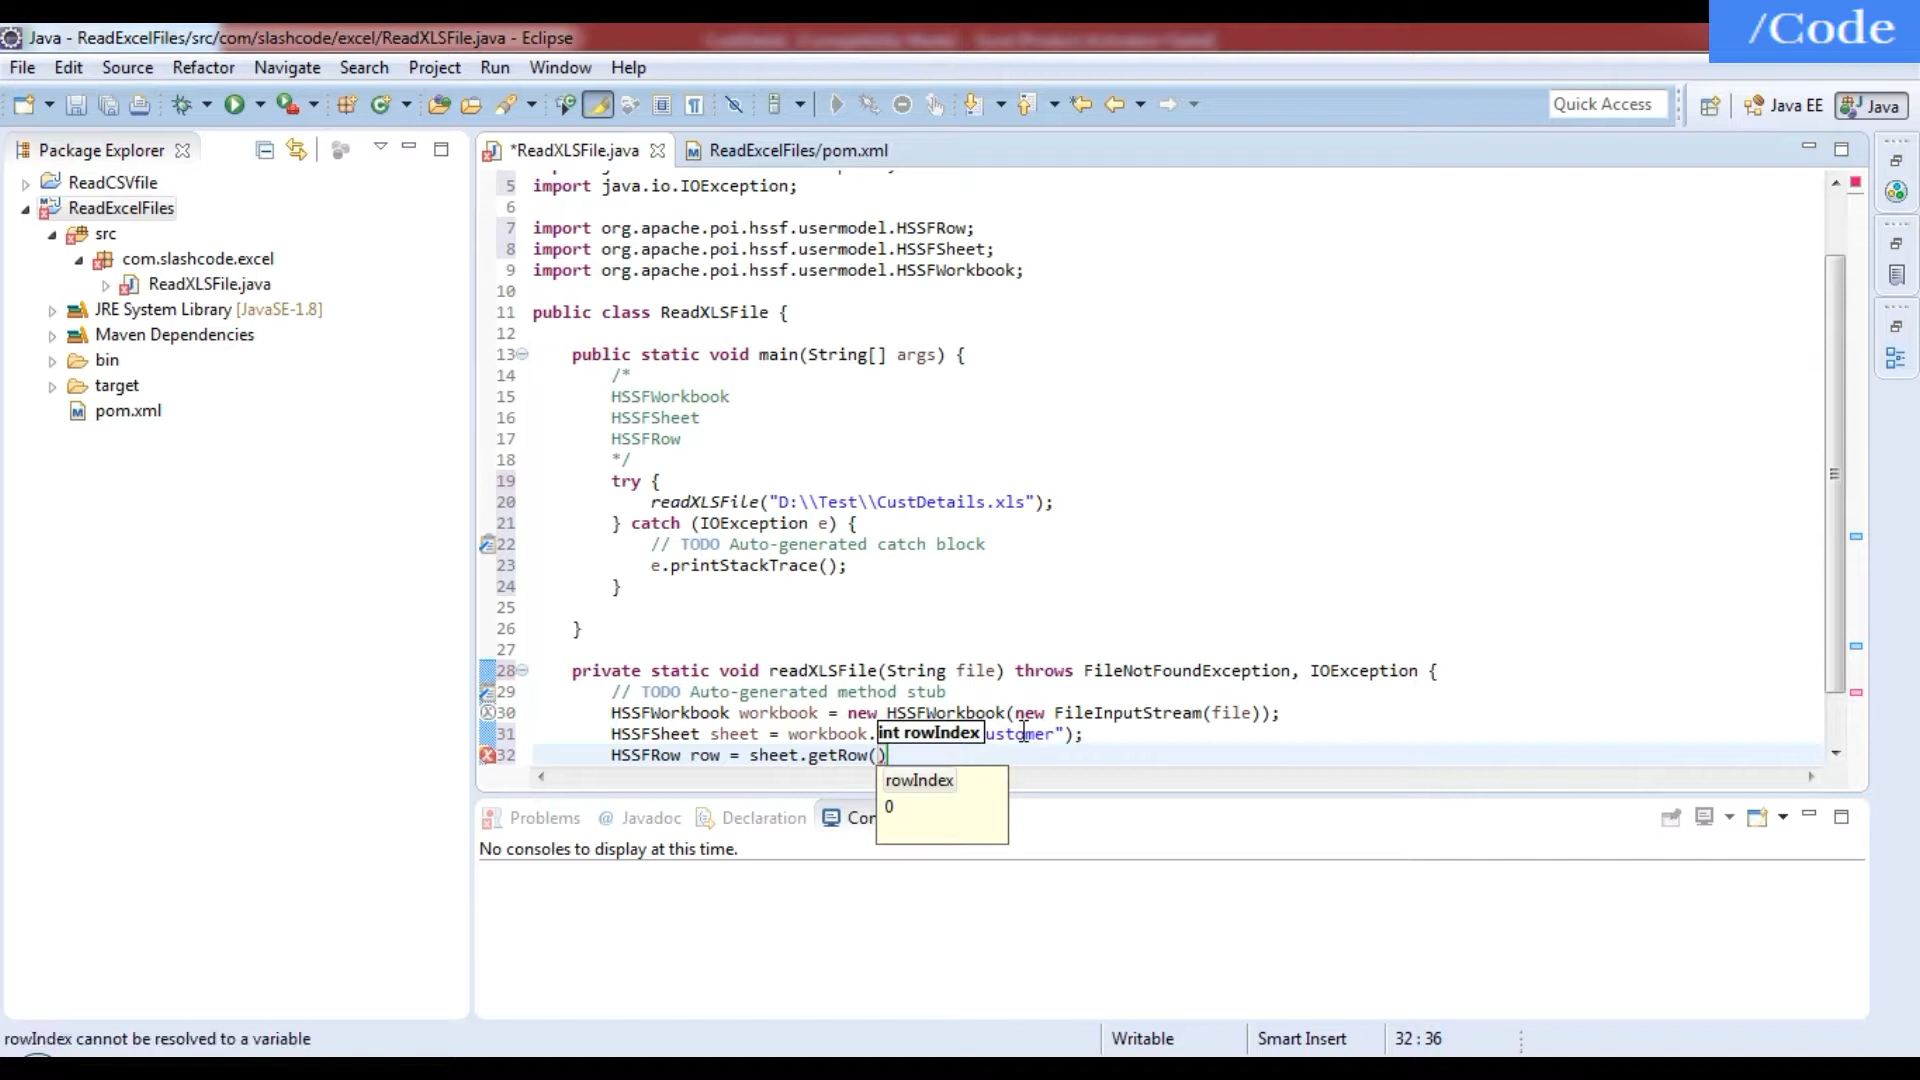 /Code
Java - ReadExcelFiles/src/com/slashcode/excel/ReadXLSFile.java - Eclipse
File Edit Source Refactor Navigate Search Project Run Window Help
Quick Access Java EE Java
Package Explorer
ReadCSVfile
ReadExcelFiles
src
com.slashcode.excel
ReadXLSFile.java
JRE System Library [JavaSE-1.8]
Maven Dependencies
bin
target
pom.xml
*ReadXLSFile.java ReadExcelFiles/pom.xml
5 import java.io.IOException;
6
7 import org.apache.poi.hssf.usermodel.HSSFRow;
8 import org.apache.poi.hssf.usermodel.HSSFSheet;
9 import org.apache.poi.hssf.usermodel.HSSFWorkbook;
10
11 public class ReadXLSFile {
12
13 public static void main(String[] args) {
14 /*
15 HSSFWorkbook
16 HSSFSheet
17 HSSFRow
18 */
19 try {
20 readXLSFile("D:\\Test\\CustDetails.xls");
21 } catch (IOException e) {
22 // TODO Auto-generated catch block
23 e.printStackTrace();
24 }
25
26 }
27
28 private static void readXLSFile(String file) throws FileNotFoundException, IOException {
29 // TODO Auto-generated method stub
30 HSSFWorkbook workbook = new HSSFWorkbook(new FileInputStream(file));
31 HSSFSheet sheet = workbook. int rowIndex ustomer");
32 HSSFRow row = sheet.getRow()
rowIndex
0
Problems @ Javadoc Declaration Con
No consoles to display at this time.
rowIndex cannot be resolved to a variable Writable Smart Insert 32 : 36